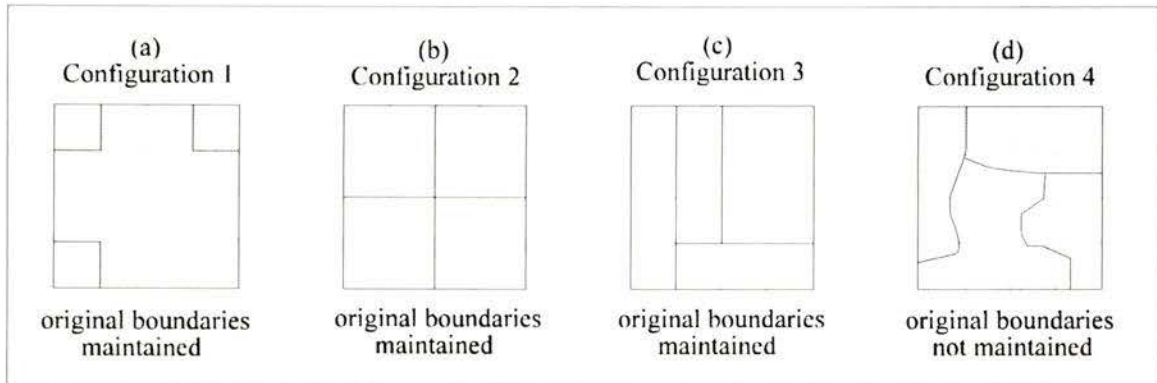 (a)
Configuration 1
original boundaries
maintained
(b)
Configuration 2
original boundaries
maintained
(c)
Configuration 3
original boundaries
maintained
(d)
Configuration 4
original boundaries
not maintained